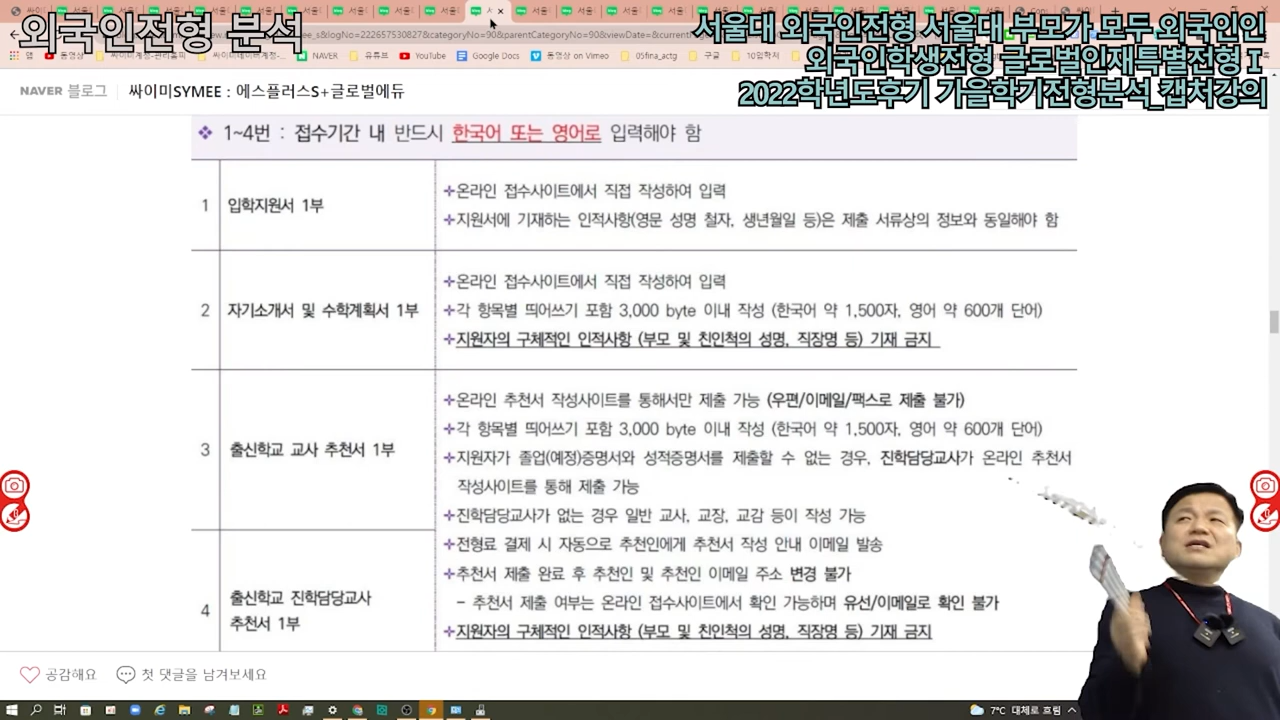 외국인전형 분석
서울대 외국인전형 서울대 부모가 모두 외국인인
외국인학생전형 글로벌인재특별전형 I
2022학년도후기 가을학기전형분석_캡처강의
앱 동영상 NAVER 유튜브 YouTube Google Docs 동영상 on Vimeo 05fina_actg 구글 10입학처
NAVER 블로그 싸이미SYMEE : 에스플러스S+글로벌에듀
❖ 1~4번 : 접수기간 내 반드시 한국어 또는 영어로 입력해야 함
1 입학지원서 1부
✛온라인 접수사이트에서 직접 작성하여 입력
✛지원서에 기재하는 인적사항(영문 성명 철자, 생년월일 등)은 제출 서류상의 정보와 동일해야 함
2 자기소개서 및 수학계획서 1부
✛온라인 접수사이트에서 직접 작성하여 입력
✛각 항목별 띄어쓰기 포함 3,000 byte 이내 작성 (한국어 약 1,500자, 영어 약 600개 단어)
✛지원자의 구체적인 인적사항 (부모 및 친인척의 성명, 직장명 등) 기재 금지
3 출신학교 교사 추천서 1부
✛온라인 추천서 작성사이트를 통해서만 제출 가능 (우편/이메일/팩스로 제출 불가)
✛각 항목별 띄어쓰기 포함 3,000 byte 이내 작성 (한국어 약 1,500자, 영어 약 600개 단어)
✛지원자가 졸업(예정)증명서와 성적증명서를 제출할 수 없는 경우, 진학담당교사가 온라인 추천서
작성사이트를 통해 제출 가능
✛진학담당교사가 없는 경우 일반 교사, 교장, 교감 등이 작성 가능
✛전형료 결제 시 자동으로 추천인에게 추천서 작성 안내 이메일 발송
✛추천서 제출 완료 후 추천인 및 추천인 이메일 주소 변경 불가
– 추천서 제출 여부는 온라인 접수사이트에서 확인 가능하며 유선/이메일로 확인 불가
✛지원자의 구체적인 인적사항 (부모 및 친인척의 성명, 직장명 등) 기재 금지
4 출신학교 진학담당교사
추천서 1부
공감해요 첫 댓글을 남겨보세요
7°C 대체로 흐림